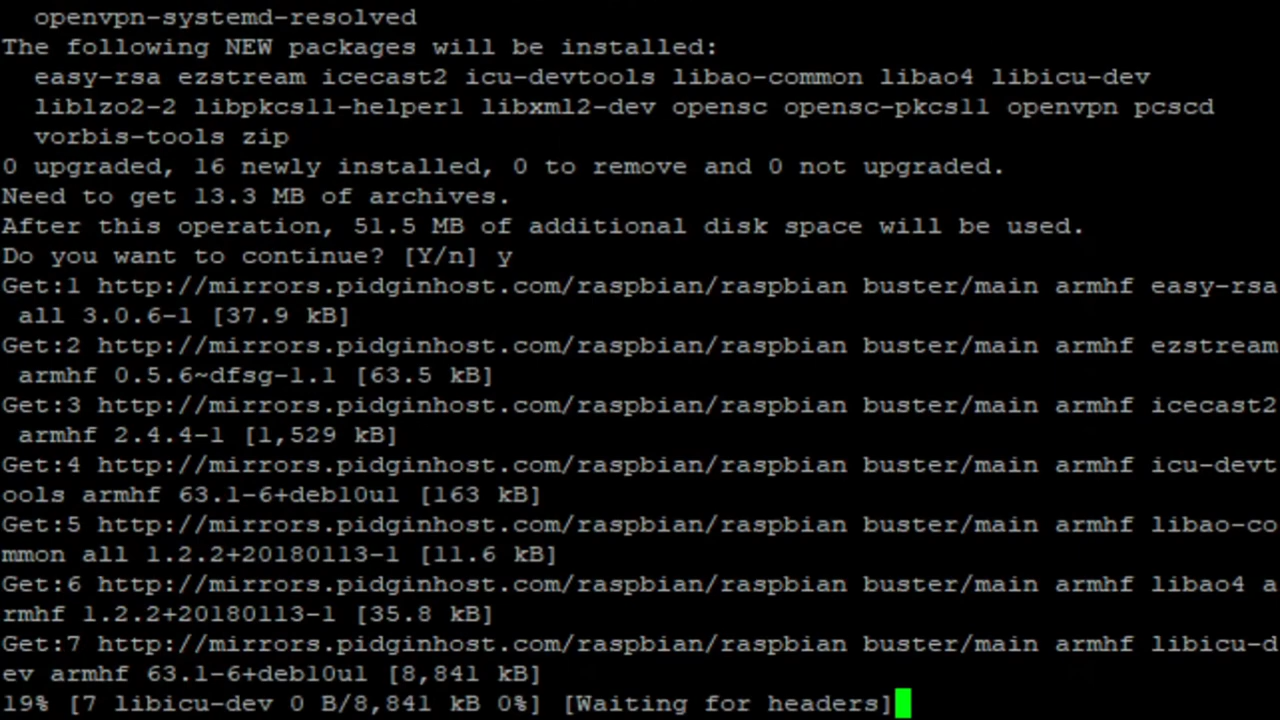 openvpn-systemd-resolved
The following NEW packages will be installed:
easy-rsa ezstream icecast2 icu-devtools libao-common libao4 libicu-dev
liblzo2-2 libpkcs11-helper1 libxml2-dev opensc opensc-pkcs11 openvpn pcscd
vorbis-tools zip
0 upgraded, 16 newly installed, 0 to remove and 0 not upgraded.
Need to get 13.3 MB of archives.
After this operation, 51.5 MB of additional disk space will be used.
Do you want to continue? [Y/n] y
Get:1 http://mirrors.pidginhost.com/raspbian/raspbian buster/main armhf easy-rsa
all 3.0.6-1 [37.9 kB]
Get:2 http://mirrors.pidginhost.com/raspbian/raspbian buster/main armhf ezstream
armhf 0.5.6~dfsg-1.1 [63.5 kB]
Get:3 http://mirrors.pidginhost.com/raspbian/raspbian buster/main armhf icecast2
armhf 2.4.4-1 [1,529 kB]
Get:4 http://mirrors.pidginhost.com/raspbian/raspbian buster/main armhf icu-devt
ools armhf 63.1-6+deb10u1 [163 kB]
Get:5 http://mirrors.pidginhost.com/raspbian/raspbian buster/main armhf libao-co
mmon all 1.2.2+20180113-1 [11.6 kB]
Get:6 http://mirrors.pidginhost.com/raspbian/raspbian buster/main armhf libao4 a
rmhf 1.2.2+20180113-1 [35.8 kB]
Get:7 http://mirrors.pidginhost.com/raspbian/raspbian buster/main armhf libicu-d
ev armhf 63.1-6+deb10u1 [8,841 kB]
19% [7 libicu-dev 0 B/8,841 kB 0%] [Waiting for headers]